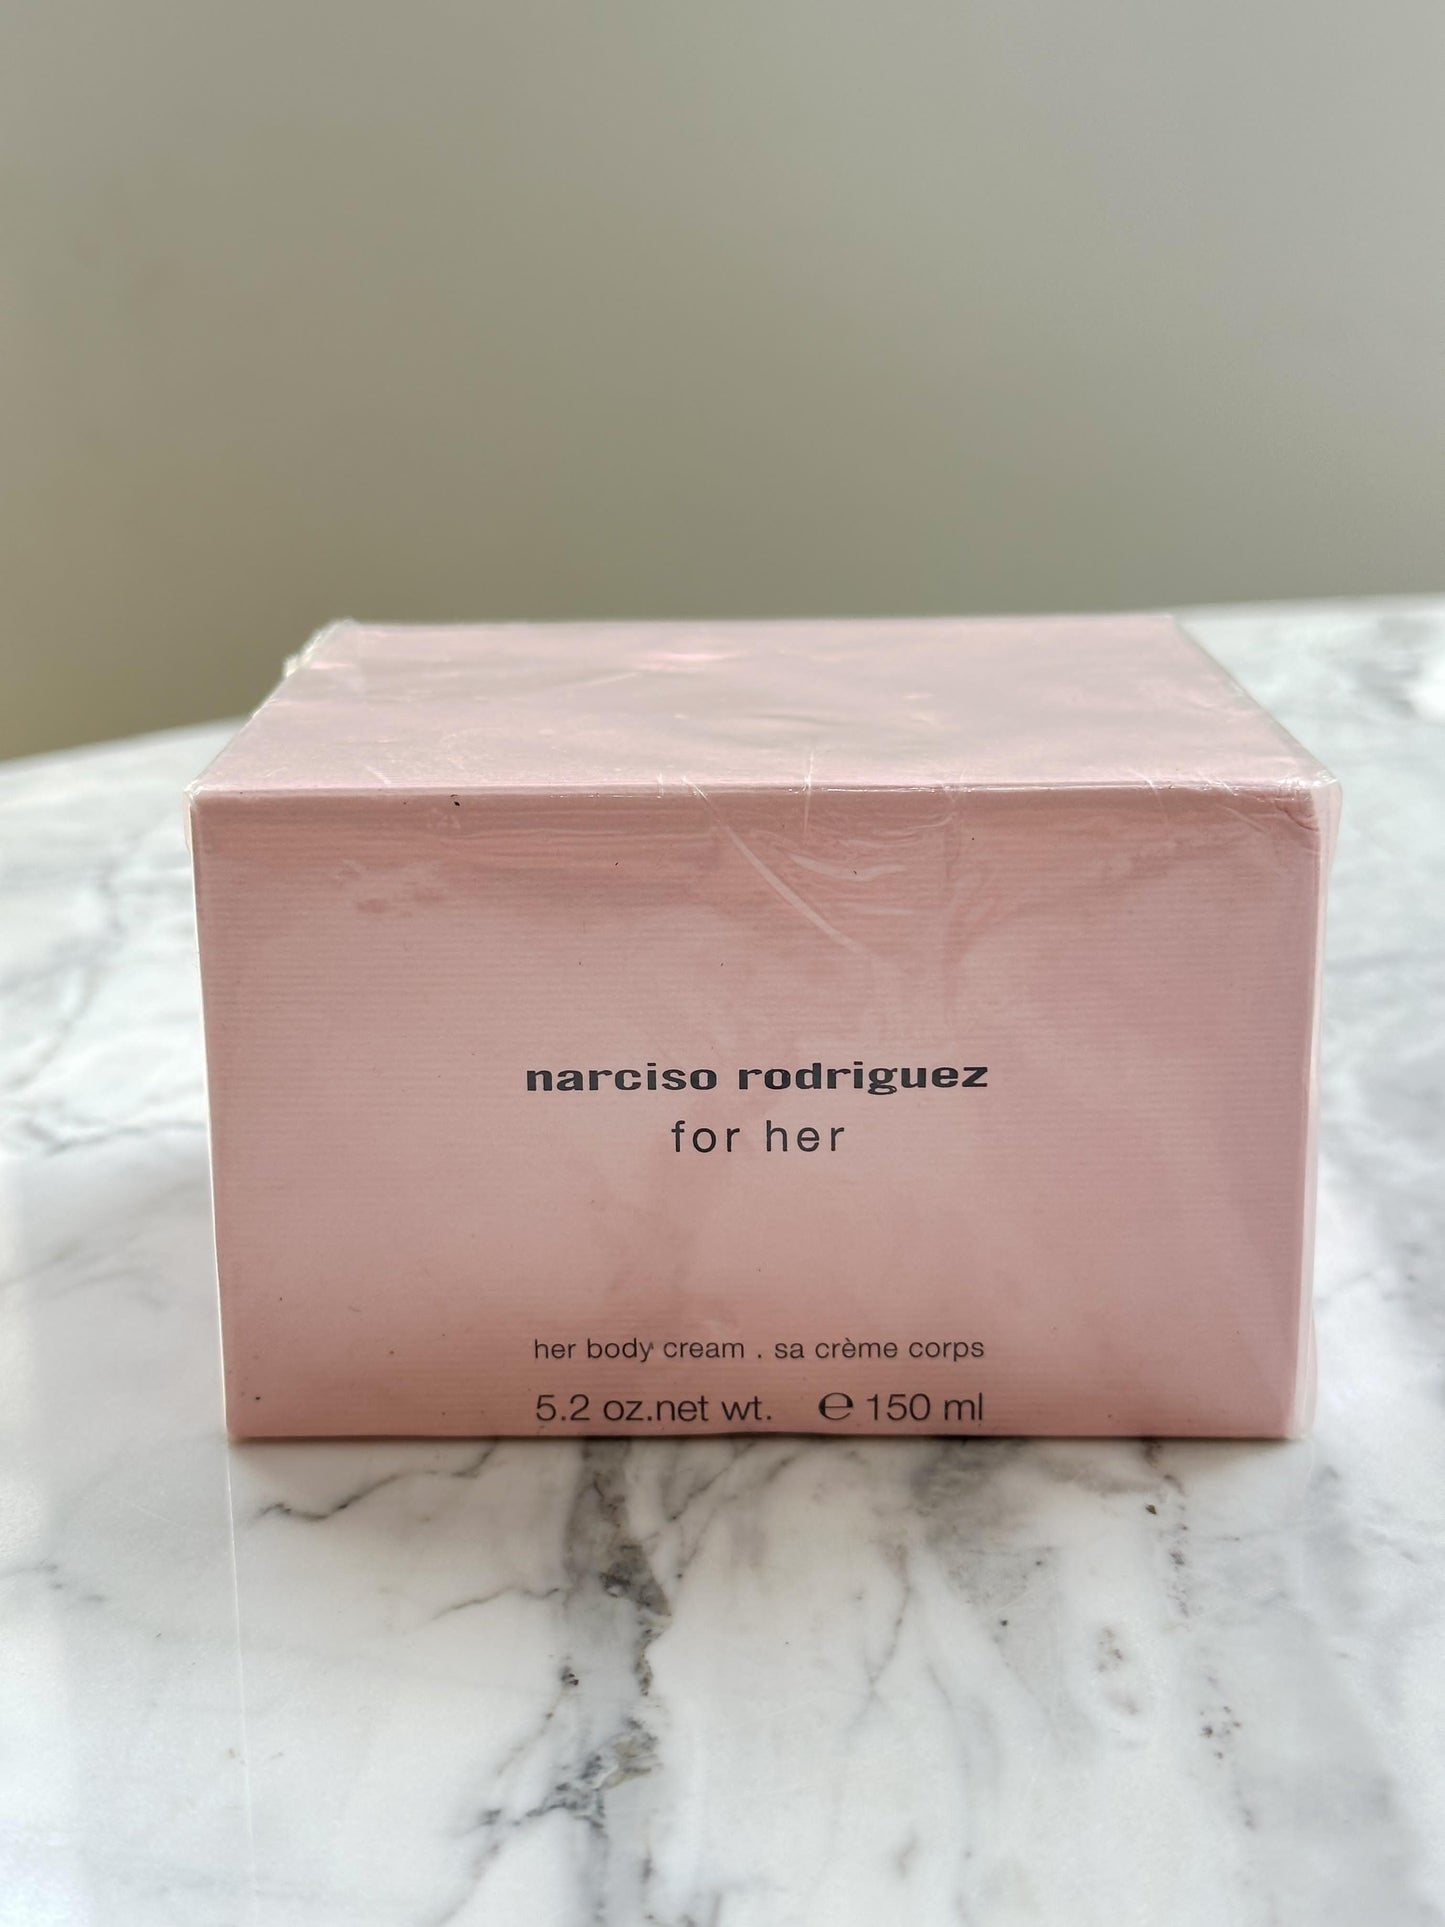 narciso rodriguez
for her
her body cream . sa crème corps
5.2 oz.net wt. ℮ 150 ml